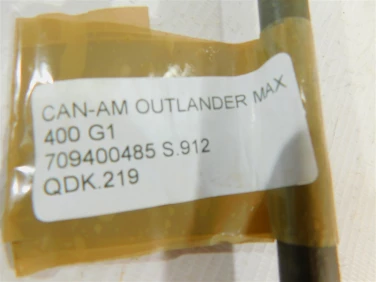 CAN-AM OUTLANDER MAX
400 G1
709400485 S.912
QDK.219